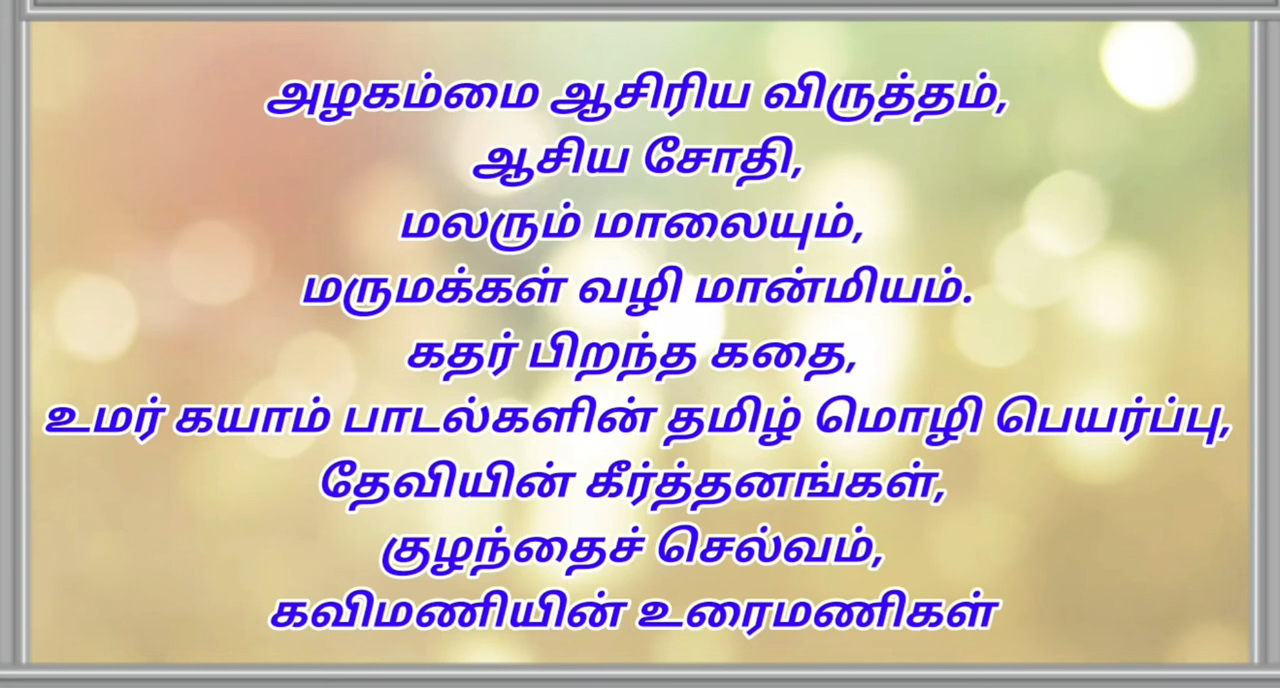 அழகம்மை ஆசிரிய விருத்தம்,
ஆசிய சோதி,
மலரும் மாலையும்,
மருமக்கள் வழி மான்மியம்.
கதர் பிறந்த கதை,
உமர் கயாம் பாடல்களின் தமிழ் மொழி பெயர்ப்பு,
தேவியின் கீர்த்தனங்கள்,
குழந்தைச் செல்வம்,
கவிமணியின் உரைமணிகள்